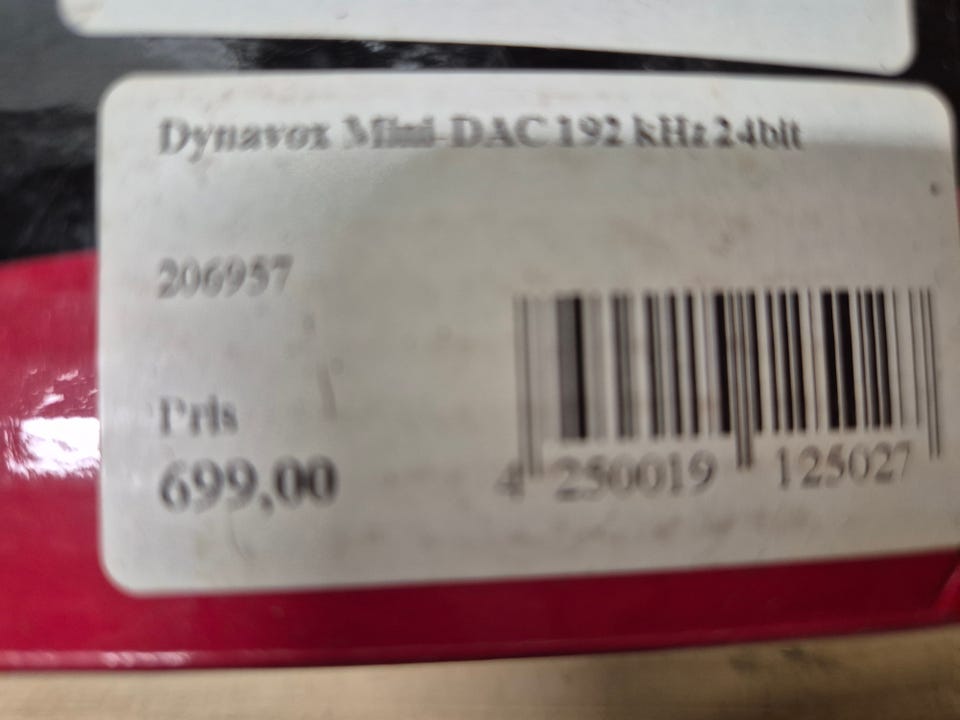 Dynavox Mini-DAC 192 kHz 24bit
206957
Pris
699,00
4 250019 125027